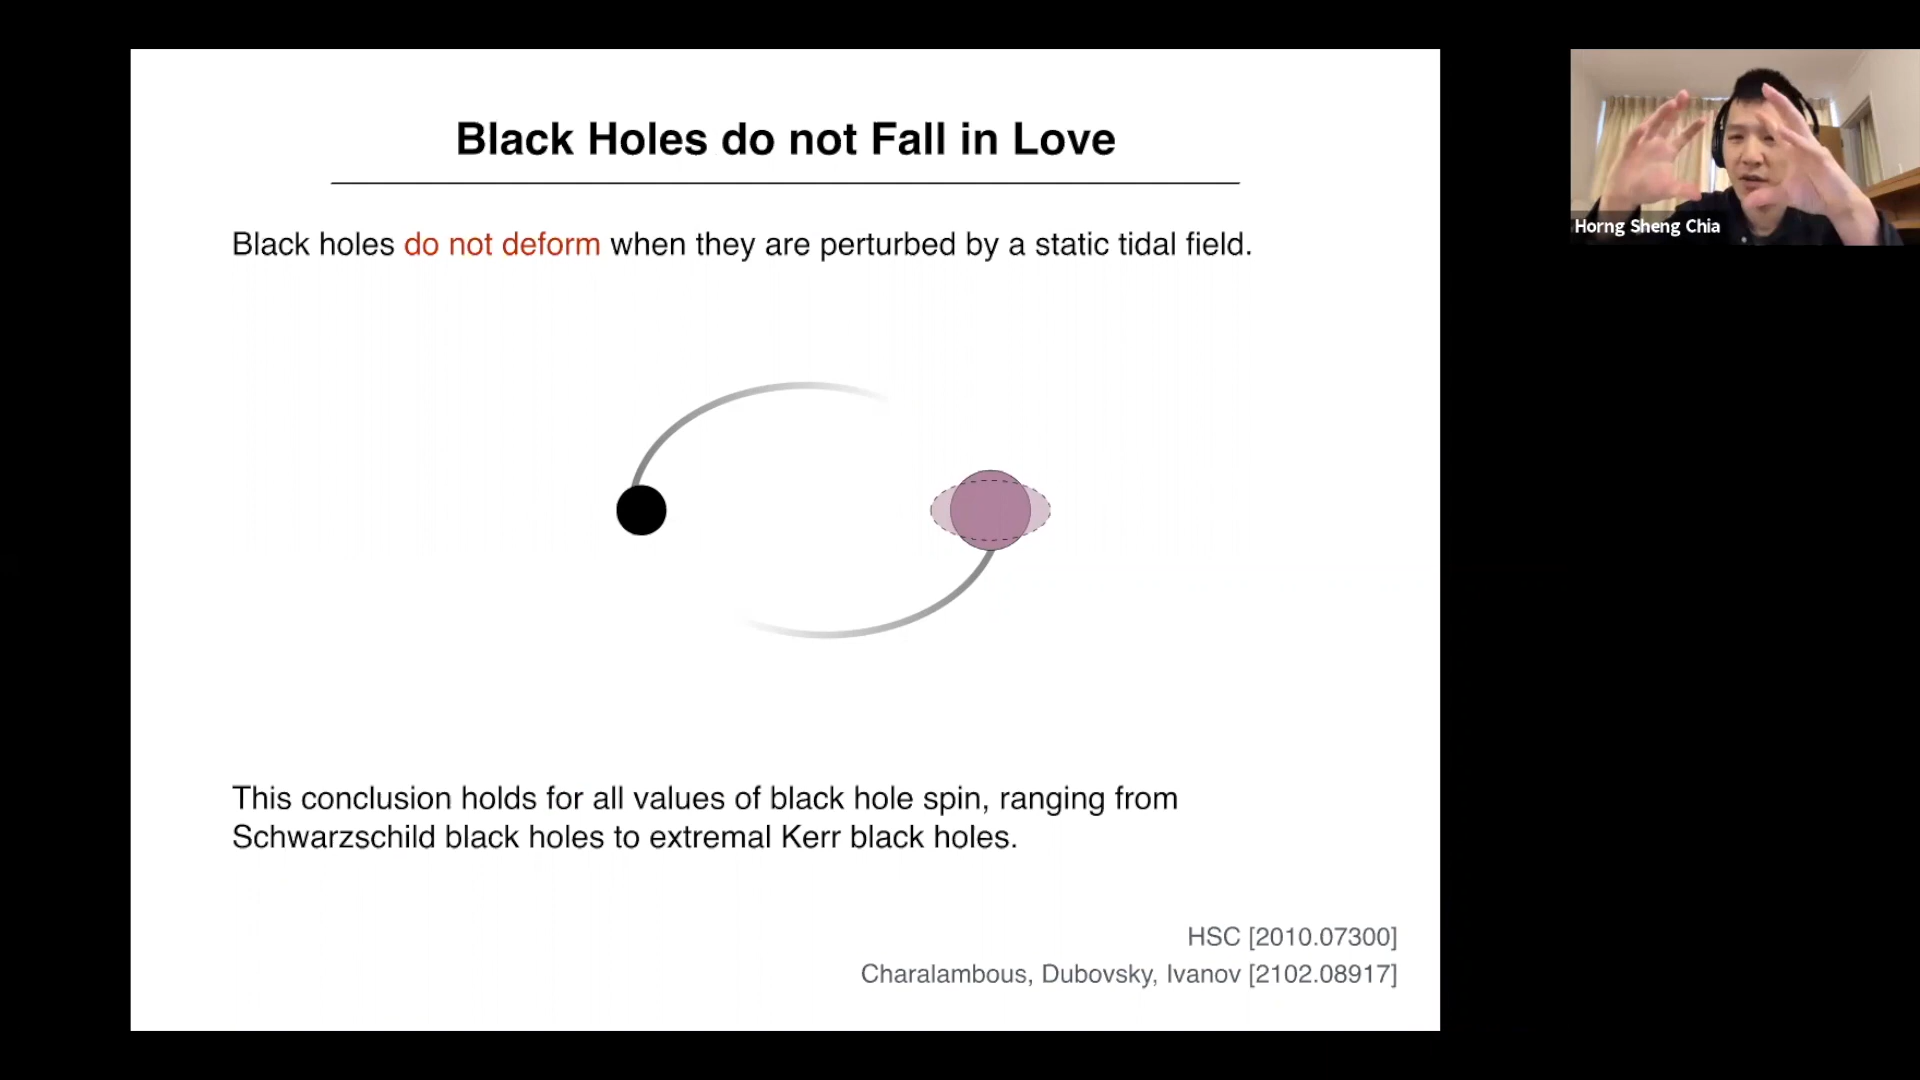 Black Holes do not Fall in Love
Black holes do not deform when they are perturbed by a static tidal field.
This conclusion holds for all values of black hole spin, ranging from
Schwarzschild black holes to extremal Kerr black holes.
HSC [2010.07300]
Charalambous, Dubovsky, Ivanov [2102.08917]
Horng Sheng Chia